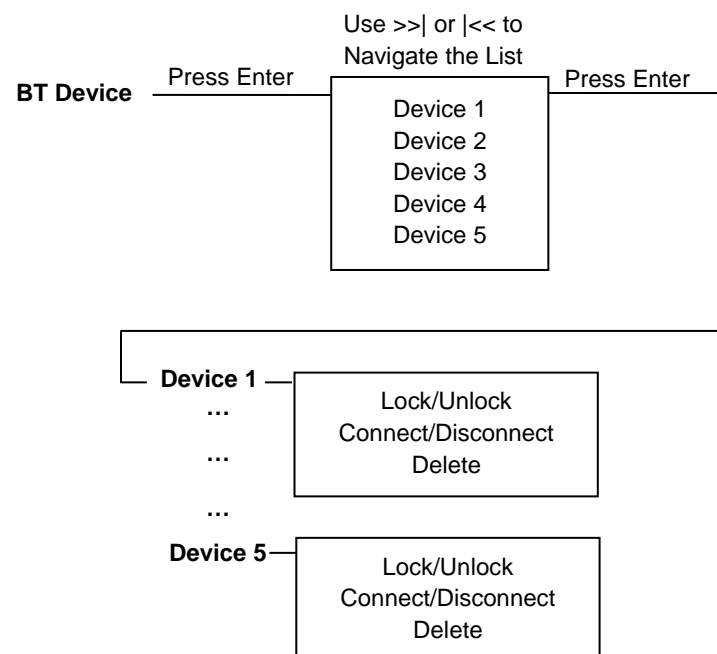 Use >>| or |<< to
Navigate the List
BT Device
Press Enter
Press Enter
Device 1
Device 2
Device 3
Device 4
Device 5
Device 1
...
...
...
Lock/Unlock
Connect/Disconnect
Delete
Device 5
Lock/Unlock
Connect/Disconnect
Delete